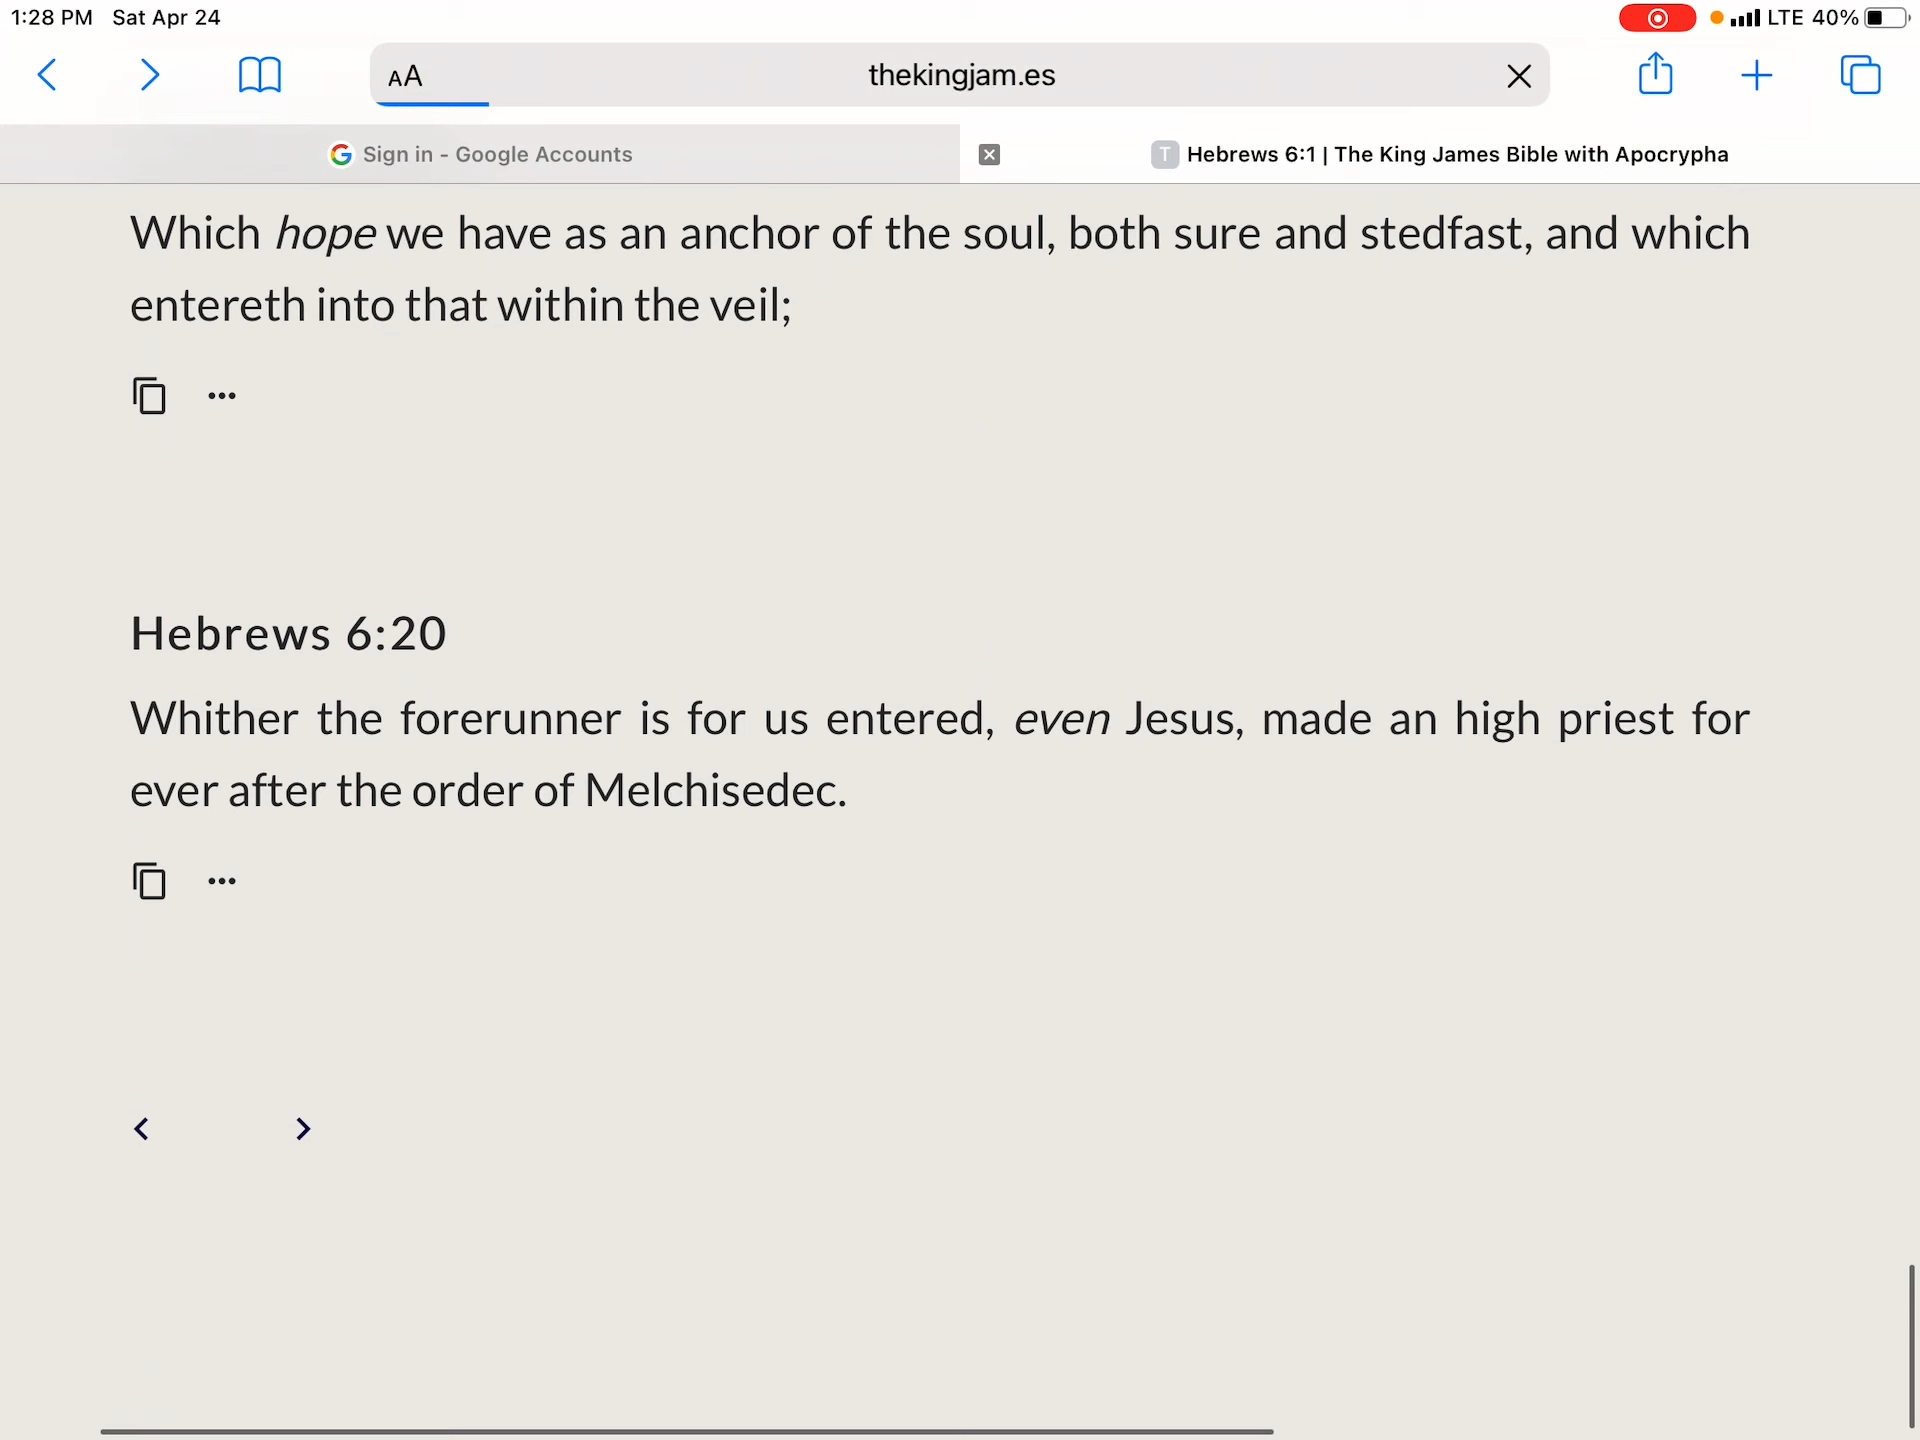 1:28 PM Sat Apr 24
LTE 40%
AA
thekingjam.es
Sign in - Google Accounts
T Hebrews 6:1 | The King James Bible with Apocrypha
Which hope we have as an anchor of the soul, both sure and stedfast, and which
entereth into that within the veil;
Hebrews 6:20
Whither the forerunner is for us entered, even Jesus, made an high priest for
ever after the order of Melchisedec.